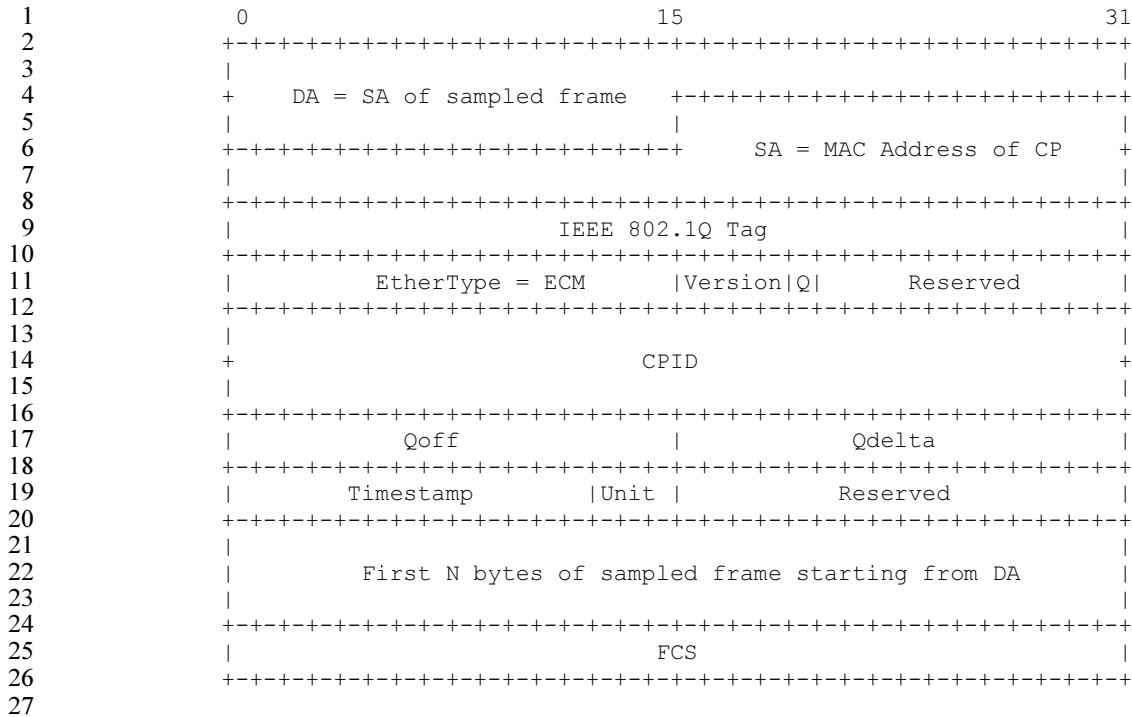 1 0 15 31
2 +-+-+-+-+-+-+-+-+-+-+-+-+-+-+-+-+-+-+-+-+-+-+-+-+-+-+-+-+-+-+-+-+
3 | |
4 + DA = SA of sampled frame +-+-+-+-+-+-+-+-+-+-+-+-+-+-+-+-+
5 | | |
6 +-+-+-+-+-+-+-+-+-+-+-+-+-+-+-+-+ SA = MAC Address of CP +
7 | |
8 +-+-+-+-+-+-+-+-+-+-+-+-+-+-+-+-+-+-+-+-+-+-+-+-+-+-+-+-+-+-+-+-+
9 | IEEE 802.1Q Tag |
10 +-+-+-+-+-+-+-+-+-+-+-+-+-+-+-+-+-+-+-+-+-+-+-+-+-+-+-+-+-+-+-+-+
11 | EtherType = ECM |Version|Q| Reserved |
12 +-+-+-+-+-+-+-+-+-+-+-+-+-+-+-+-+-+-+-+-+-+-+-+-+-+-+-+-+-+-+-+-+
13 | |
14 + CPID +
15 | |
16 +-+-+-+-+-+-+-+-+-+-+-+-+-+-+-+-+-+-+-+-+-+-+-+-+-+-+-+-+-+-+-+-+
17 | Qoff | Qdelta |
18 +-+-+-+-+-+-+-+-+-+-+-+-+-+-+-+-+-+-+-+-+-+-+-+-+-+-+-+-+-+-+-+-+
19 | Timestamp |Unit | Reserved |
20 +-+-+-+-+-+-+-+-+-+-+-+-+-+-+-+-+-+-+-+-+-+-+-+-+-+-+-+-+-+-+-+-+
21 | |
22 | First N bytes of sampled frame starting from DA |
23 | |
24 +-+-+-+-+-+-+-+-+-+-+-+-+-+-+-+-+-+-+-+-+-+-+-+-+-+-+-+-+-+-+-+-+
25 | FCS |
26 +-+-+-+-+-+-+-+-+-+-+-+-+-+-+-+-+-+-+-+-+-+-+-+-+-+-+-+-+-+-+-+-+
27